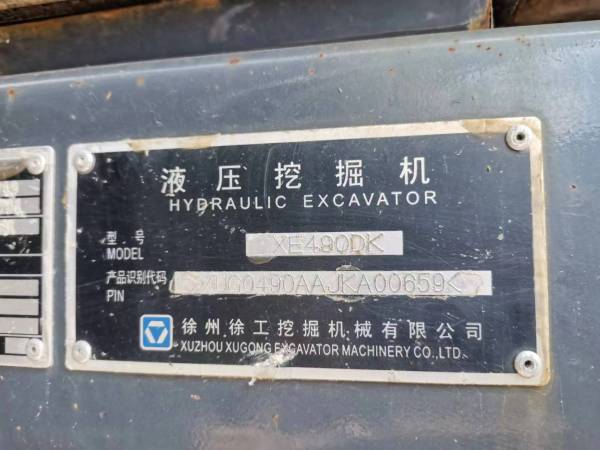 液压挖掘机
HYDRAULIC EXCAVATOR
型号 XE490DK
MODEL
产品识别代码
PIN
徐州徐工挖掘机械有限公司
XUZHOU XUGONG EXCAVATOR MACHINERY CO.,LTD.